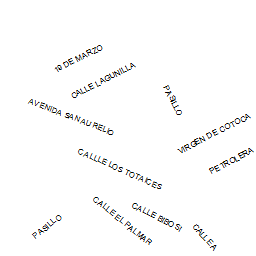 19 DE MARZO
CALLE LAGUNILLA
PASILLO
AVENIDA SAN AURELIO
VIRGEN DE COTOCA
PETROLERA
CALLLE LOS TOTAICES
CALLE EL PALMAR
CALLE BIBOSI
CALLE A
PASILLO